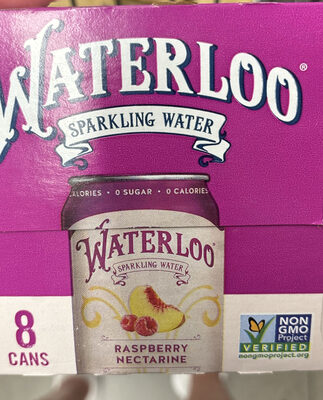 WATERLOO®
SPARKLING WATER
CALORIES • 0 SUGAR • 0 CALORIES
WATERLOO®
SPARKLING WATER
RASPBERRY
NECTARINE
8
CANS
NON
GMO
Project
VERIFIED
nongmoproject.org